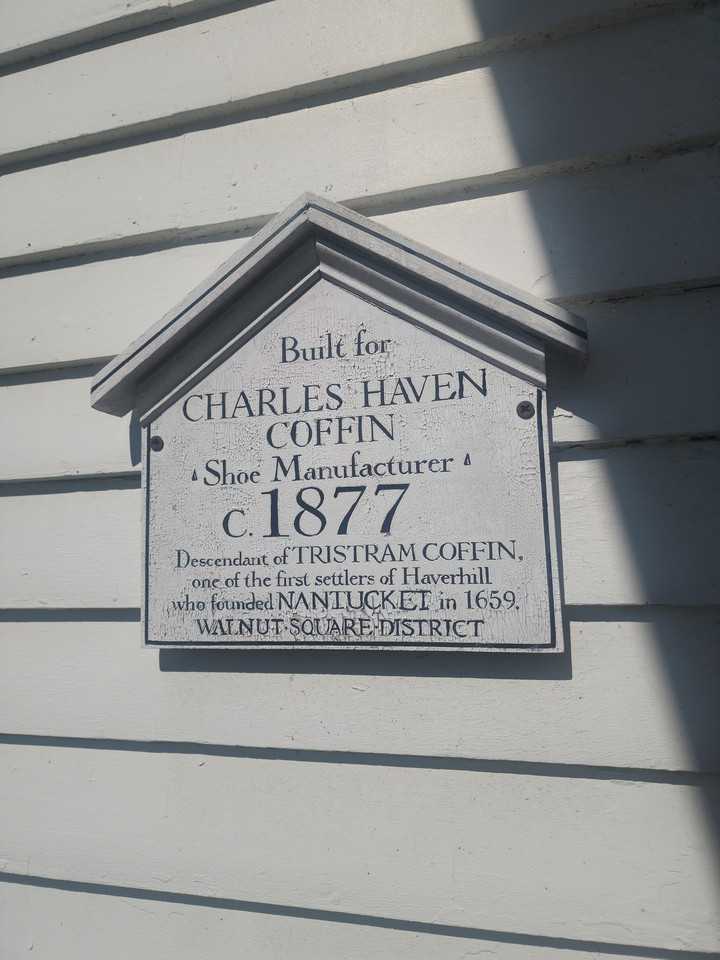 Built for
CHARLES HAVEN
COFFIN
Shoe Manufacturer
c. 1877
Descendant of TRISTRAM COFFIN,
one of the first settlers of Haverhill
who founded NANTUCKET in 1659.
WALNUT·SQUARE·DISTRICT